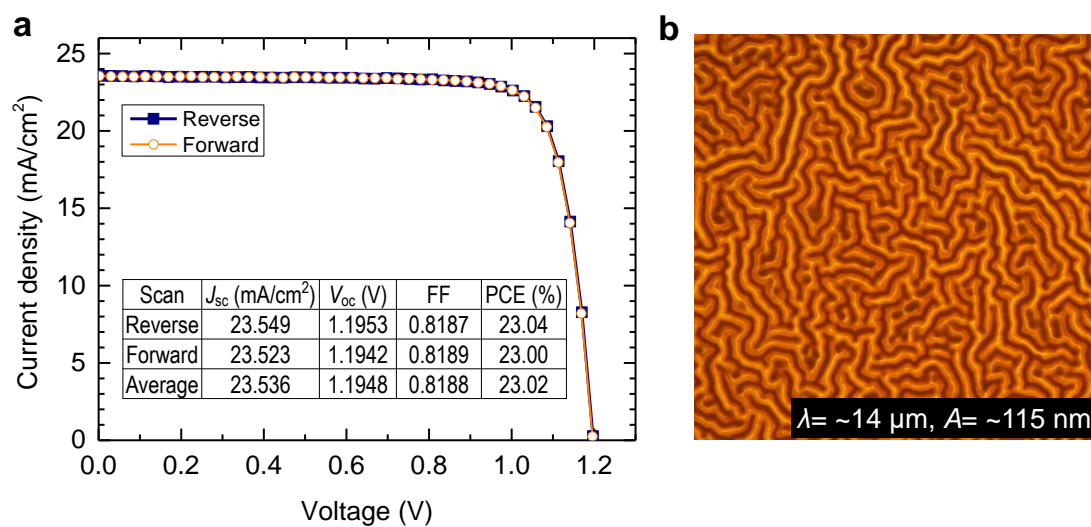 a
b
25
20
15
10
5
0
Current density (mA/cm²)
Reverse
Forward
Scan Jsc (mA/cm²) Voc (V) FF PCE (%)
Reverse 23.549 1.1953 0.8187 23.04
Forward 23.523 1.1942 0.8189 23.00
Average 23.536 1.1948 0.8188 23.02
0.0 0.2 0.4 0.6 0.8 1.0 1.2
Voltage (V)
λ= ~14 µm, A= ~115 nm